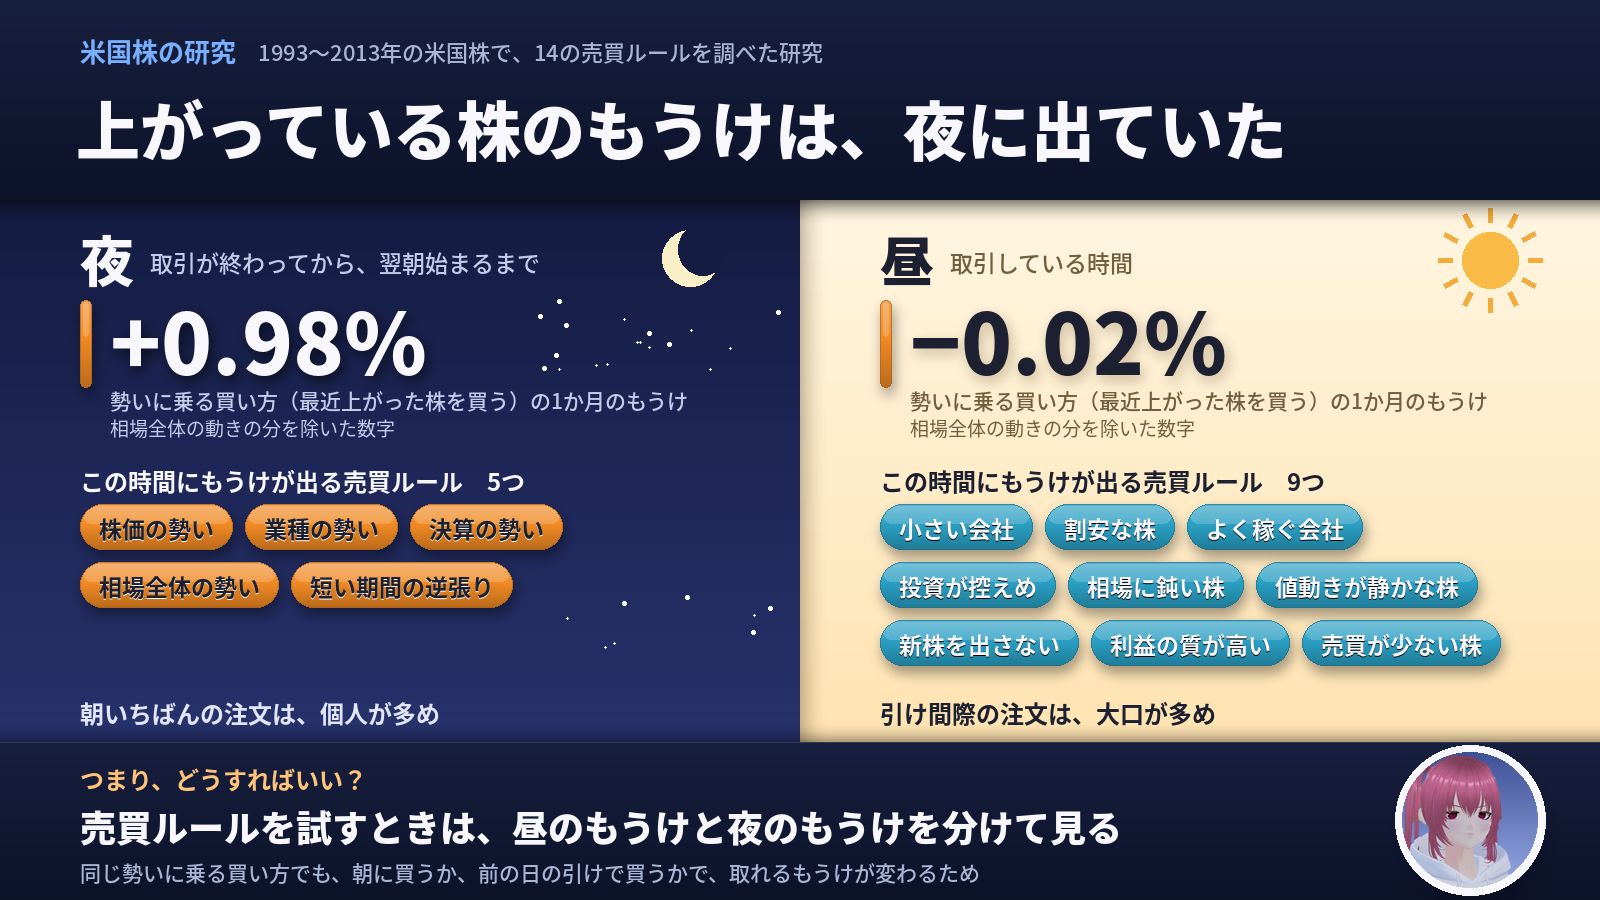 米国株の研究 1993～2013年の米国株で、14の売買ルールを調べた研究
上がっている株のもうけは、夜に出ていた
夜 取引が終わってから、翌朝始まるまで
+0.98%
勢いに乗る買い方（最近上がった株を買う）の1か月のもうけ
相場全体の動きの分を除いた数字
この時間にもうけが出る売買ルール　5つ
株価の勢い 業種の勢い 決算の勢い
相場全体の勢い 短い期間の逆張り
朝いちばんの注文は、個人が多め
昼 取引している時間
−0.02%
勢いに乗る買い方（最近上がった株を買う）の1か月のもうけ
相場全体の動きの分を除いた数字
この時間にもうけが出る売買ルール　9つ
小さい会社 割安な株 よく稼ぐ会社
投資が控えめ 相場に鈍い株 値動きが静かな株
新株を出さない 利益の質が高い 売買が少ない株
引け間際の注文は、大口が多め
つまり、どうすればいい？
売買ルールを試すときは、昼のもうけと夜のもうけを分けて見る
同じ勢いに乗る買い方でも、朝に買うか、前の日の引けで買うかで、取れるもうけが変わるため